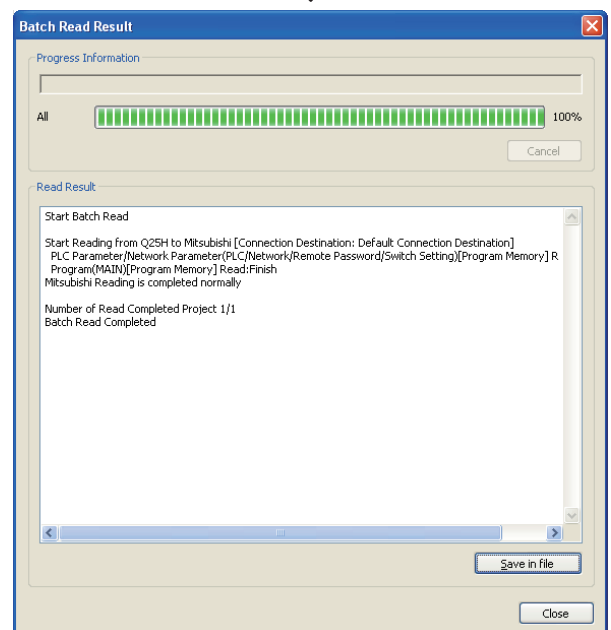 Batch Read Result
Progress Information
All
100%
Cancel
Read Result
Start Batch Read
Start Reading from Q25H to Mitsubishi [Connection Destination: Default Connection Destination]
PLC Parameter/Network Parameter(PLC/Network/Remote Password/Switch Setting)[Program Memory] R
Program(MAIN)[Program Memory] Read:Finish
Mitsubishi Reading is completed normally
Number of Read Completed Project 1/1
Batch Read Completed
Save in file
Close